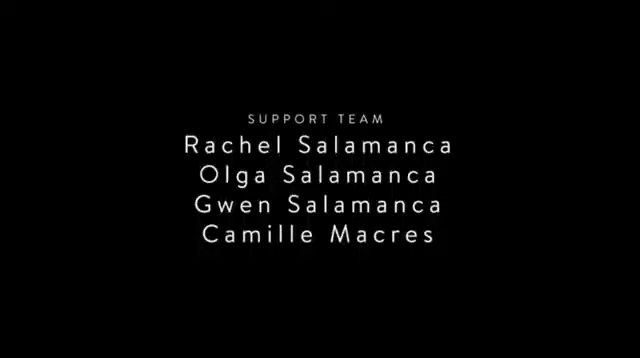 SUPPORT TEAM
Rachel Salamanca
Olga Salamanca
Gwen Salamanca
Camille Macres